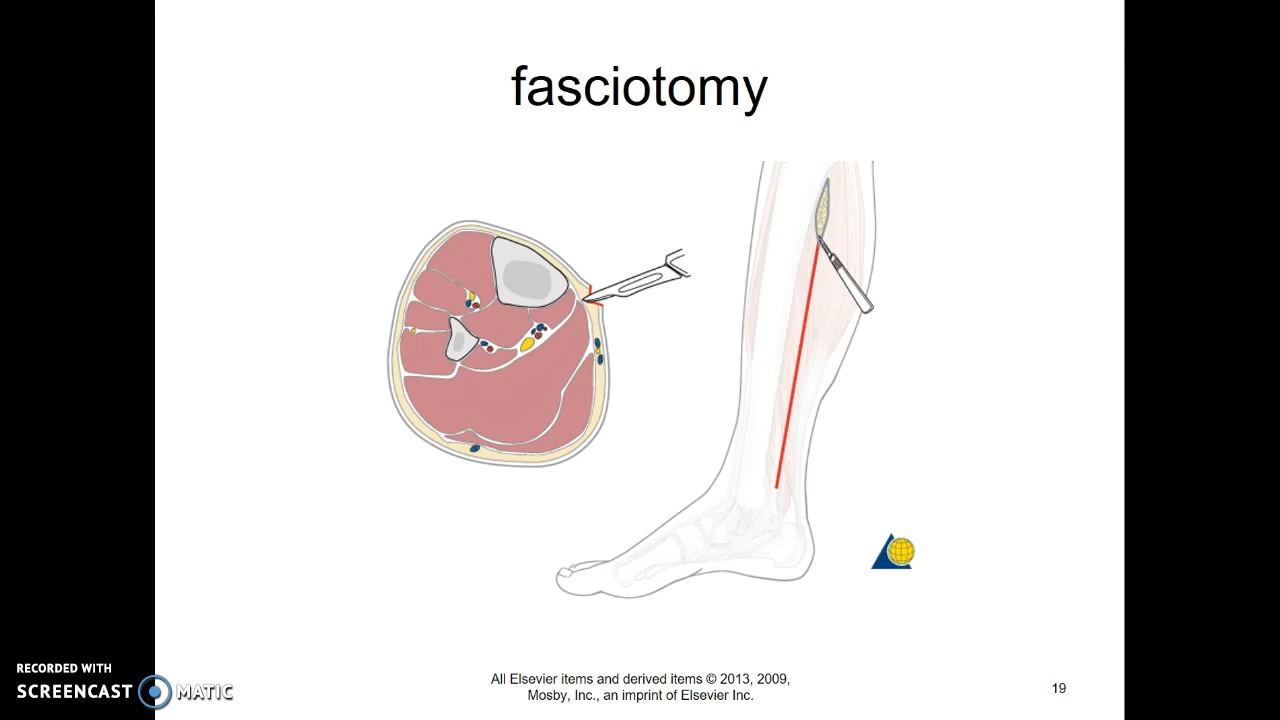 fasciotomy
RECORDED WITH
SCREENCAST MATIC
All Elsevier items and derived items © 2013, 2009,
Mosby, Inc., an imprint of Elsevier Inc.
19